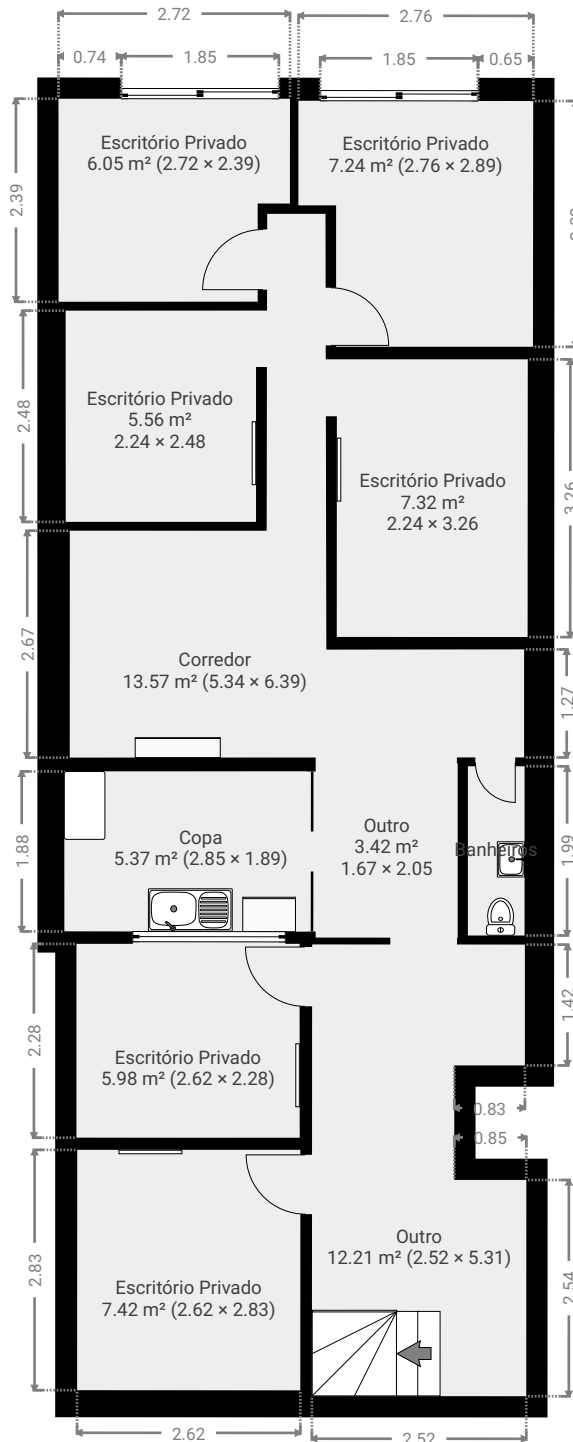 2.72
2.76
0.74
1.85
1.85
0.65
Escritório Privado
6.05 m² (2.72 × 2.39)
Escritório Privado
7.24 m² (2.76 × 2.89)
2.39
Escritório Privado
5.56 m²
2.24 × 2.48
2.48
Escritório Privado
7.32 m²
2.24 × 3.26
3.26
2.67
Corredor
13.57 m² (5.34 × 6.39)
1.27
Copa
5.37 m² (2.85 × 1.89)
1.88
Outro
3.42 m²
1.67 × 2.05
Banheiros
1.99
2.28
Escritório Privado
5.98 m² (2.62 × 2.28)
1.42
0.83
0.85
2.83
Escritório Privado
7.42 m² (2.62 × 2.83)
Outro
12.21 m² (2.52 × 5.31)
2.54
2.62
2.52